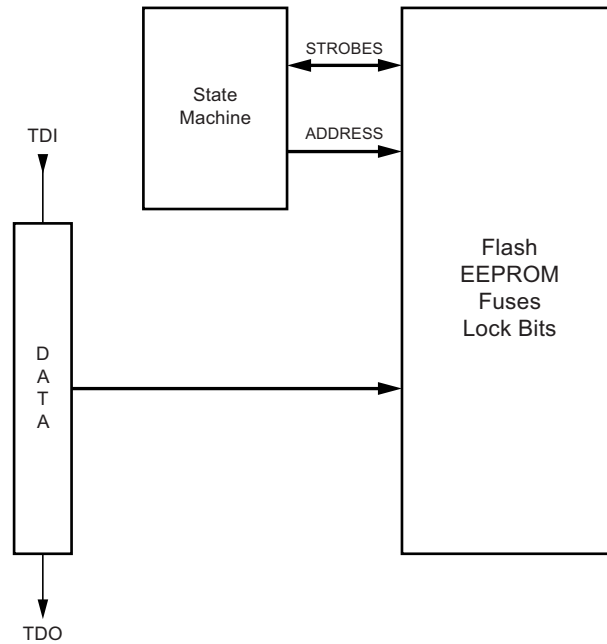 STROBES
State
Machine
ADDRESS
TDI
Flash
EEPROM
Fuses
Lock Bits
D
A
T
A
TDO